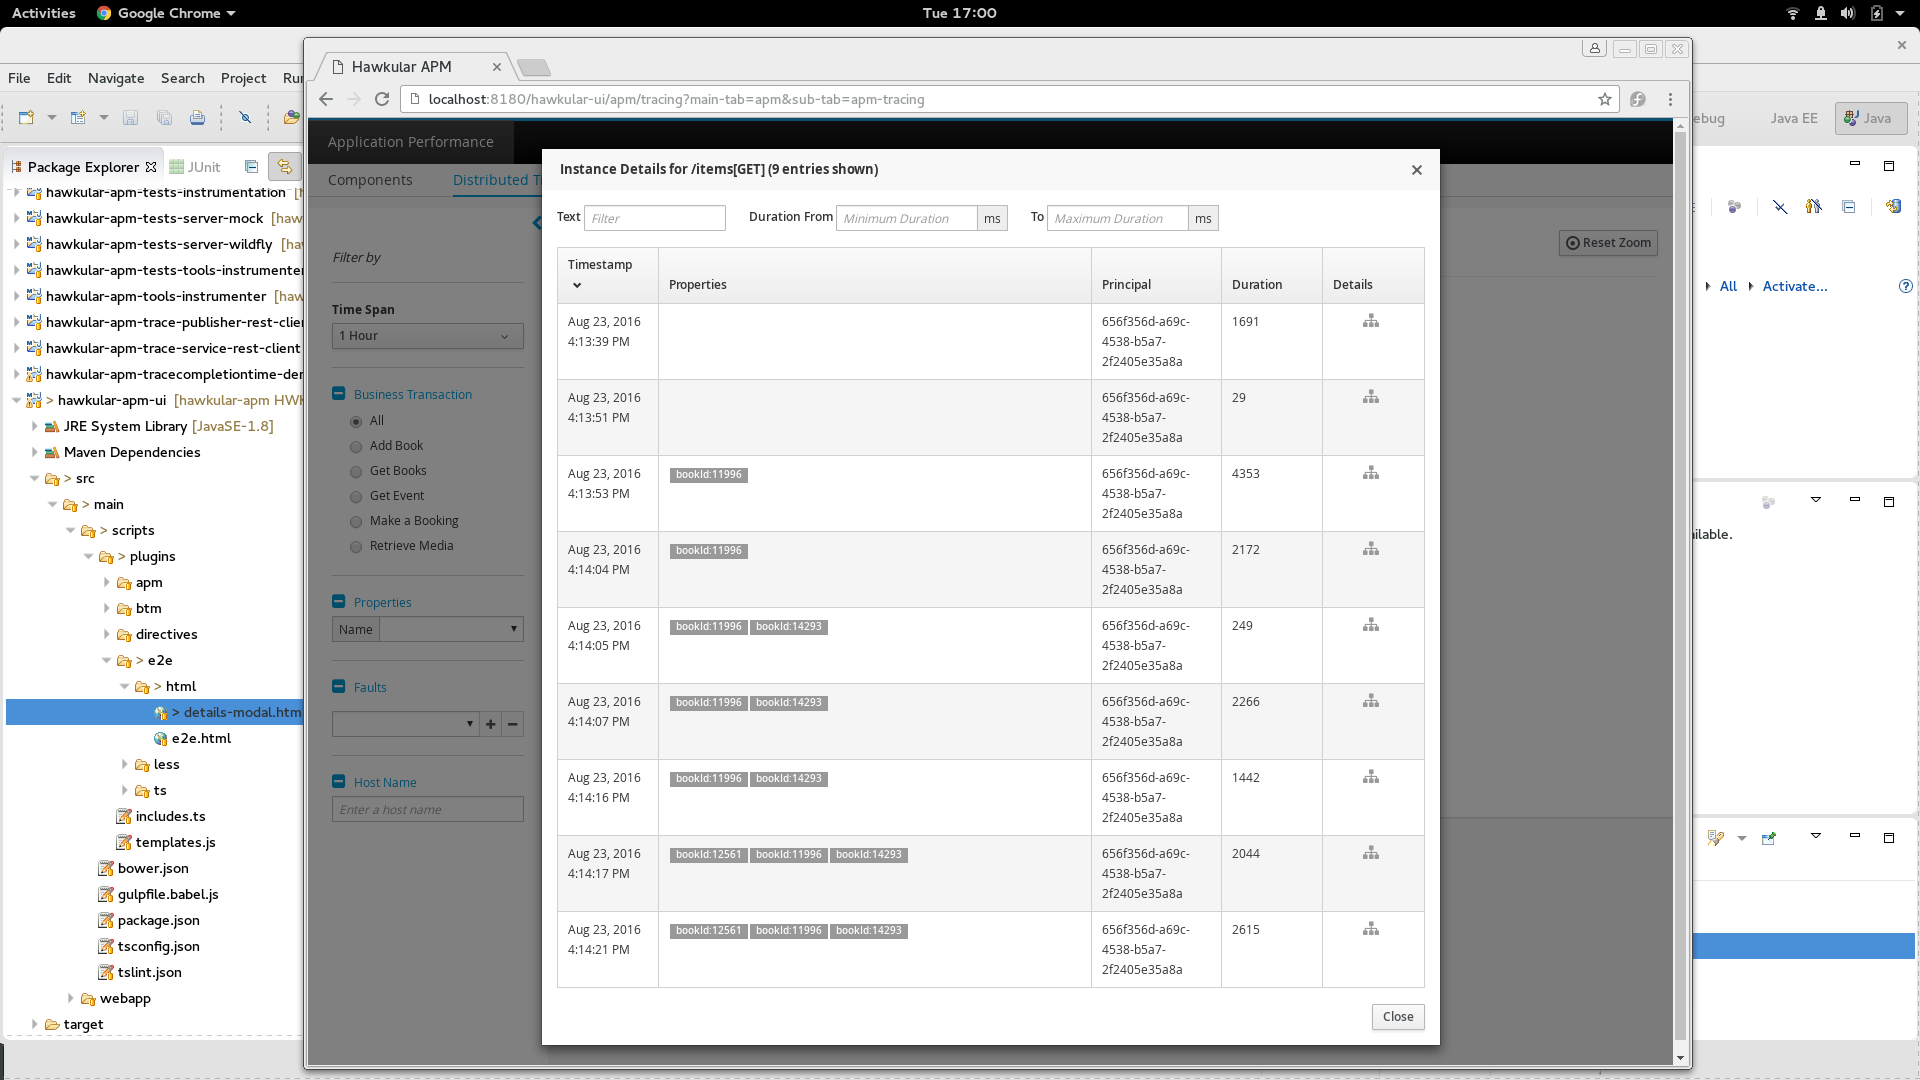 Activities Google Chrome Tue 17:00
Hawkular APM
File Edit Navigate Search Project
localhost:8180/hawkular-ui/apm/tracing?main-tab=apm&sub-tab=apm-tracing
Java EE Java
Package Explorer JUnit
hawkular-apm-tests-instrumentation
hawkular-apm-tests-server-mock [haw
hawkular-apm-tests-server-wildfly [hav
hawkular-apm-tests-tools-instrumenter
hawkular-apm-tools-instrumenter [haw
hawkular-apm-trace-publisher-rest-clie
hawkular-apm-trace-service-rest-client
hawkular-apm-tracecompletiontime-der
> hawkular-apm-ui [hawkular-apm HWK
JRE System Library [JavaSE-1.8]
Maven Dependencies
> src
> main
> scripts
> plugins
apm
btm
directives
> e2e
> html
> details-modal.htm
e2e.html
less
ts
includes.ts
templates.js
bower.json
gulpfile.babel.js
package.json
tsconfig.json
tslint.json
webapp
target
Application Performance
Components Distributed T
Filter by
Time Span
1 Hour
Business Transaction
All
Add Book
Get Books
Get Event
Make a Booking
Retrieve Media
Properties
Name
Faults
Host Name
Enter a host name
Instance Details for /items[GET] (9 entries shown)
Text Filter Duration From Minimum Duration ms To Maximum Duration ms
Timestamp Properties Principal Duration Details
Aug 23, 2016 656f356d-a69c- 1691
4:13:39 PM 4538-b5a7-
2f2405e35a8a
Aug 23, 2016 656f356d-a69c- 29
4:13:51 PM 4538-b5a7-
2f2405e35a8a
Aug 23, 2016 bookId:11996 656f356d-a69c- 4353
4:13:53 PM 4538-b5a7-
2f2405e35a8a
Aug 23, 2016 bookId:11996 656f356d-a69c- 2172
4:14:04 PM 4538-b5a7-
2f2405e35a8a
Aug 23, 2016 bookId:11996 bookId:14293 656f356d-a69c- 249
4:14:05 PM 4538-b5a7-
2f2405e35a8a
Aug 23, 2016 bookId:11996 bookId:14293 656f356d-a69c- 2266
4:14:07 PM 4538-b5a7-
2f2405e35a8a
Aug 23, 2016 bookId:11996 bookId:14293 656f356d-a69c- 1442
4:14:16 PM 4538-b5a7-
2f2405e35a8a
Aug 23, 2016 bookId:12561 bookId:11996 bookId:14293 656f356d-a69c- 2044
4:14:17 PM 4538-b5a7-
2f2405e35a8a
Aug 23, 2016 bookId:12561 bookId:11996 bookId:14293 656f356d-a69c- 2615
4:14:21 PM 4538-b5a7-
2f2405e35a8a
Close
Reset Zoom
All Activate...
ilable.